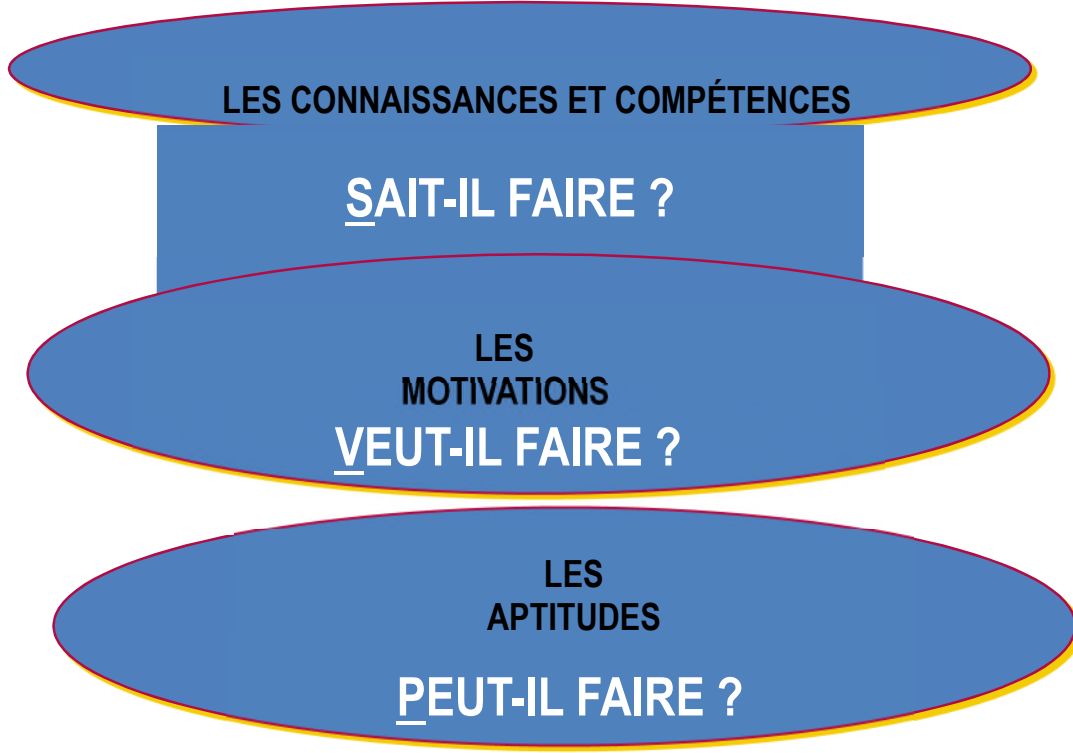 LES CONNAISSANCES ET COMPÉTENCES
SAIT-IL FAIRE ?
LES
MOTIVATIONS
VEUT-IL FAIRE ?
LES
APTITUDES
PEUT-IL FAIRE ?